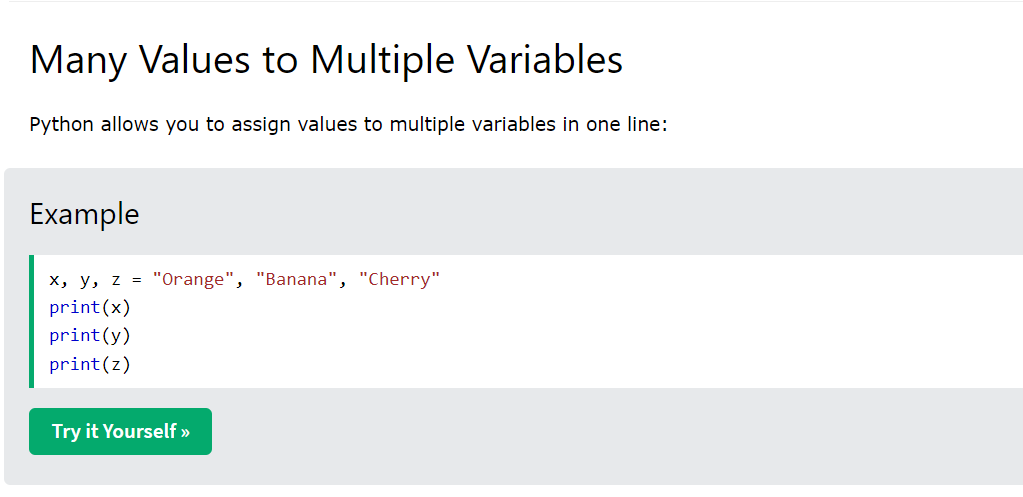 Many Values to Multiple Variables
Python allows you to assign values to multiple variables in one line:
Example
x, y, z = "Orange", "Banana", "Cherry"
print(x)
print(y)
print(z)
Try it Yourself »